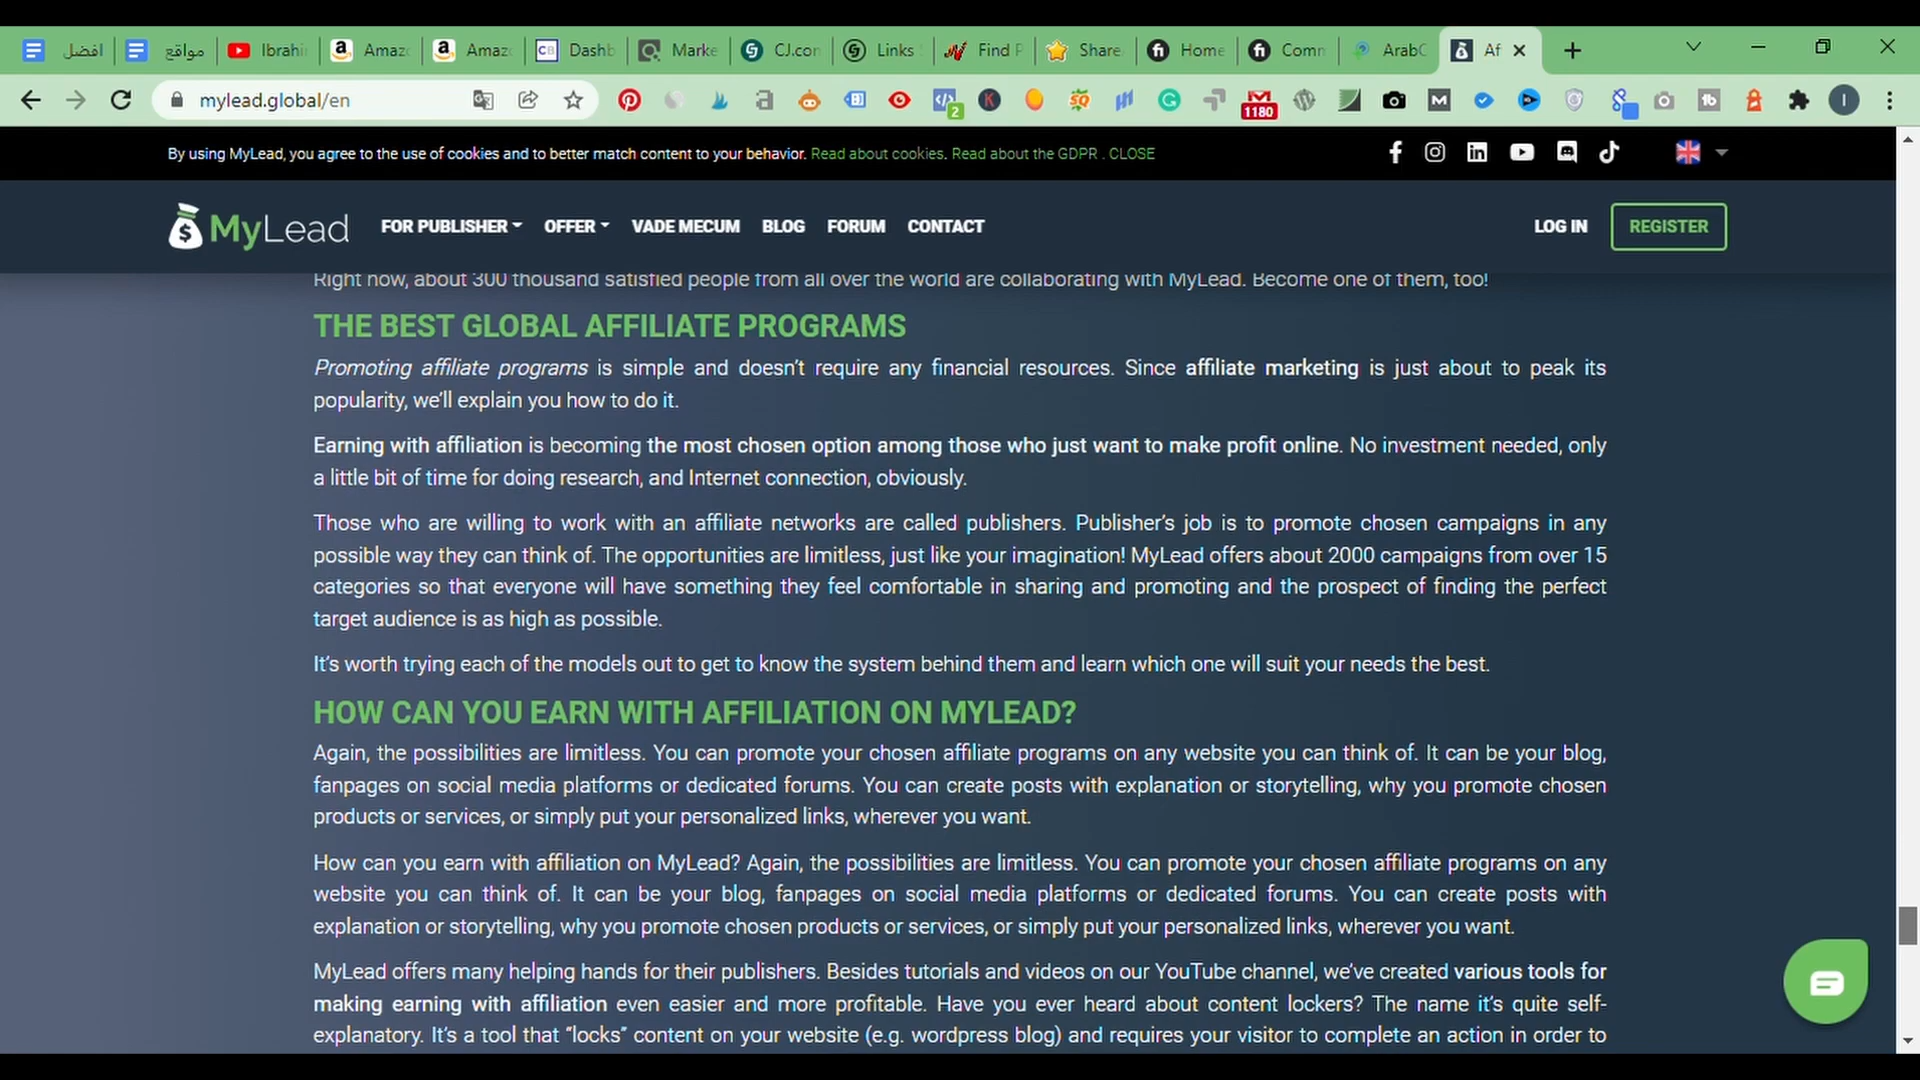 افضل
مواقع
Ibrahi
Amazo
Amazo
CB
Dashb
Marke
CJ.con
Links
Find P
Share
Home
Comm
ArabC
Af
mylead.global/en
2
1180
By using MyLead, you agree to the use of cookies and to better match content to your behavior. Read about cookies. Read about the GDPR . CLOSE
MyLead
FOR PUBLISHER
OFFER
VADE MECUM
BLOG
FORUM
CONTACT
LOG IN
REGISTER
Right now, about 300 thousand satisfied people from all over the world are collaborating with MyLead. Become one of them, too!
THE BEST GLOBAL AFFILIATE PROGRAMS
Promoting affiliate programs is simple and doesn't require any financial resources. Since affiliate marketing is just about to peak its
popularity, we'll explain you how to do it.
Earning with affiliation is becoming the most chosen option among those who just want to make profit online. No investment needed, only
a little bit of time for doing research, and Internet connection, obviously.
Those who are willing to work with an affiliate networks are called publishers. Publisher's job is to promote chosen campaigns in any
possible way they can think of. The opportunities are limitless, just like your imagination! MyLead offers about 2000 campaigns from over 15
categories so that everyone will have something they feel comfortable in sharing and promoting and the prospect of finding the perfect
target audience is as high as possible.
It's worth trying each of the models out to get to know the system behind them and learn which one will suit your needs the best.
HOW CAN YOU EARN WITH AFFILIATION ON MYLEAD?
Again, the possibilities are limitless. You can promote your chosen affiliate programs on any website you can think of. It can be your blog,
fanpages on social media platforms or dedicated forums. You can create posts with explanation or storytelling, why you promote chosen
products or services, or simply put your personalized links, wherever you want.
How can you earn with affiliation on MyLead? Again, the possibilities are limitless. You can promote your chosen affiliate programs on any
website you can think of. It can be your blog, fanpages on social media platforms or dedicated forums. You can create posts with
explanation or storytelling, why you promote chosen products or services, or simply put your personalized links, wherever you want.
MyLead offers many helping hands for their publishers. Besides tutorials and videos on our YouTube channel, we've created various tools for
making earning with affiliation even easier and more profitable. Have you ever heard about content lockers? The name it's quite self-
explanatory. It's a tool that "locks" content on your website (e.g. wordpress blog) and requires your visitor to complete an action in order to